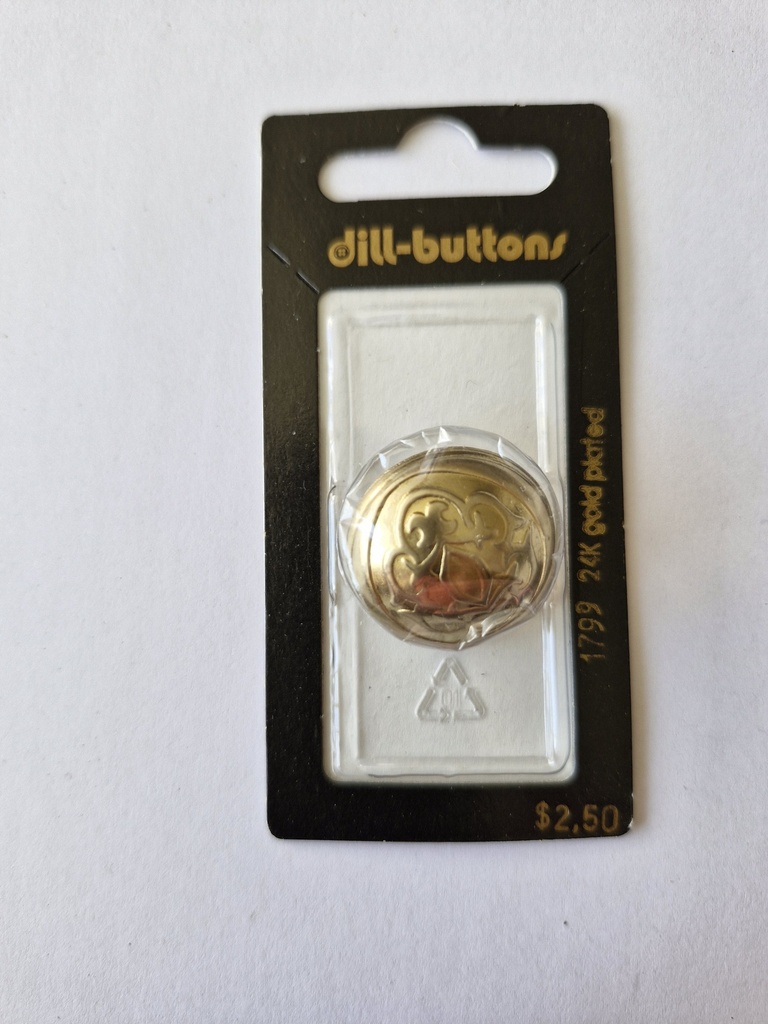 dill-buttons
1799 24K gold plated
01
$2,50